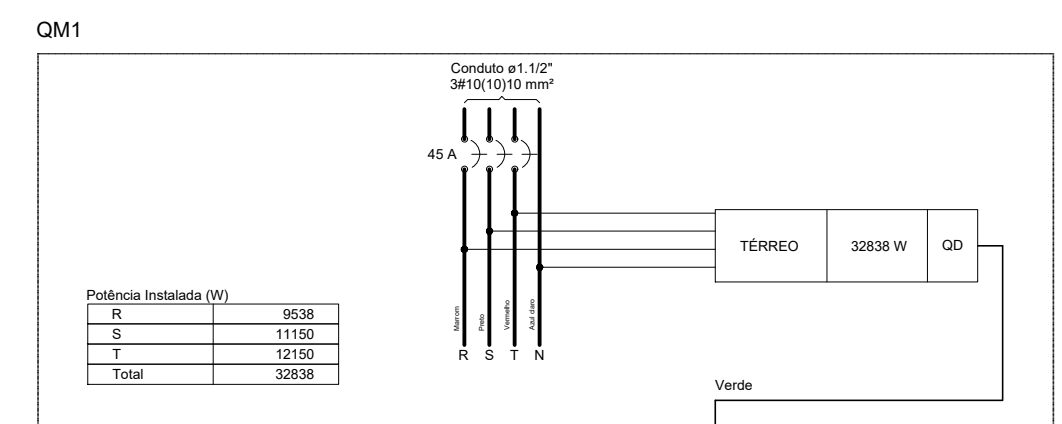 QM1
Conduto ø1.1/2"
3#10(10)10 mm²
45 A
TÉRREO 32838 W QD
Potência Instalada (W)
R 9538
S 11150
T 12150
Total 32838
Marrom
Preto
Vermelho
Azul claro
R S T N
Verde